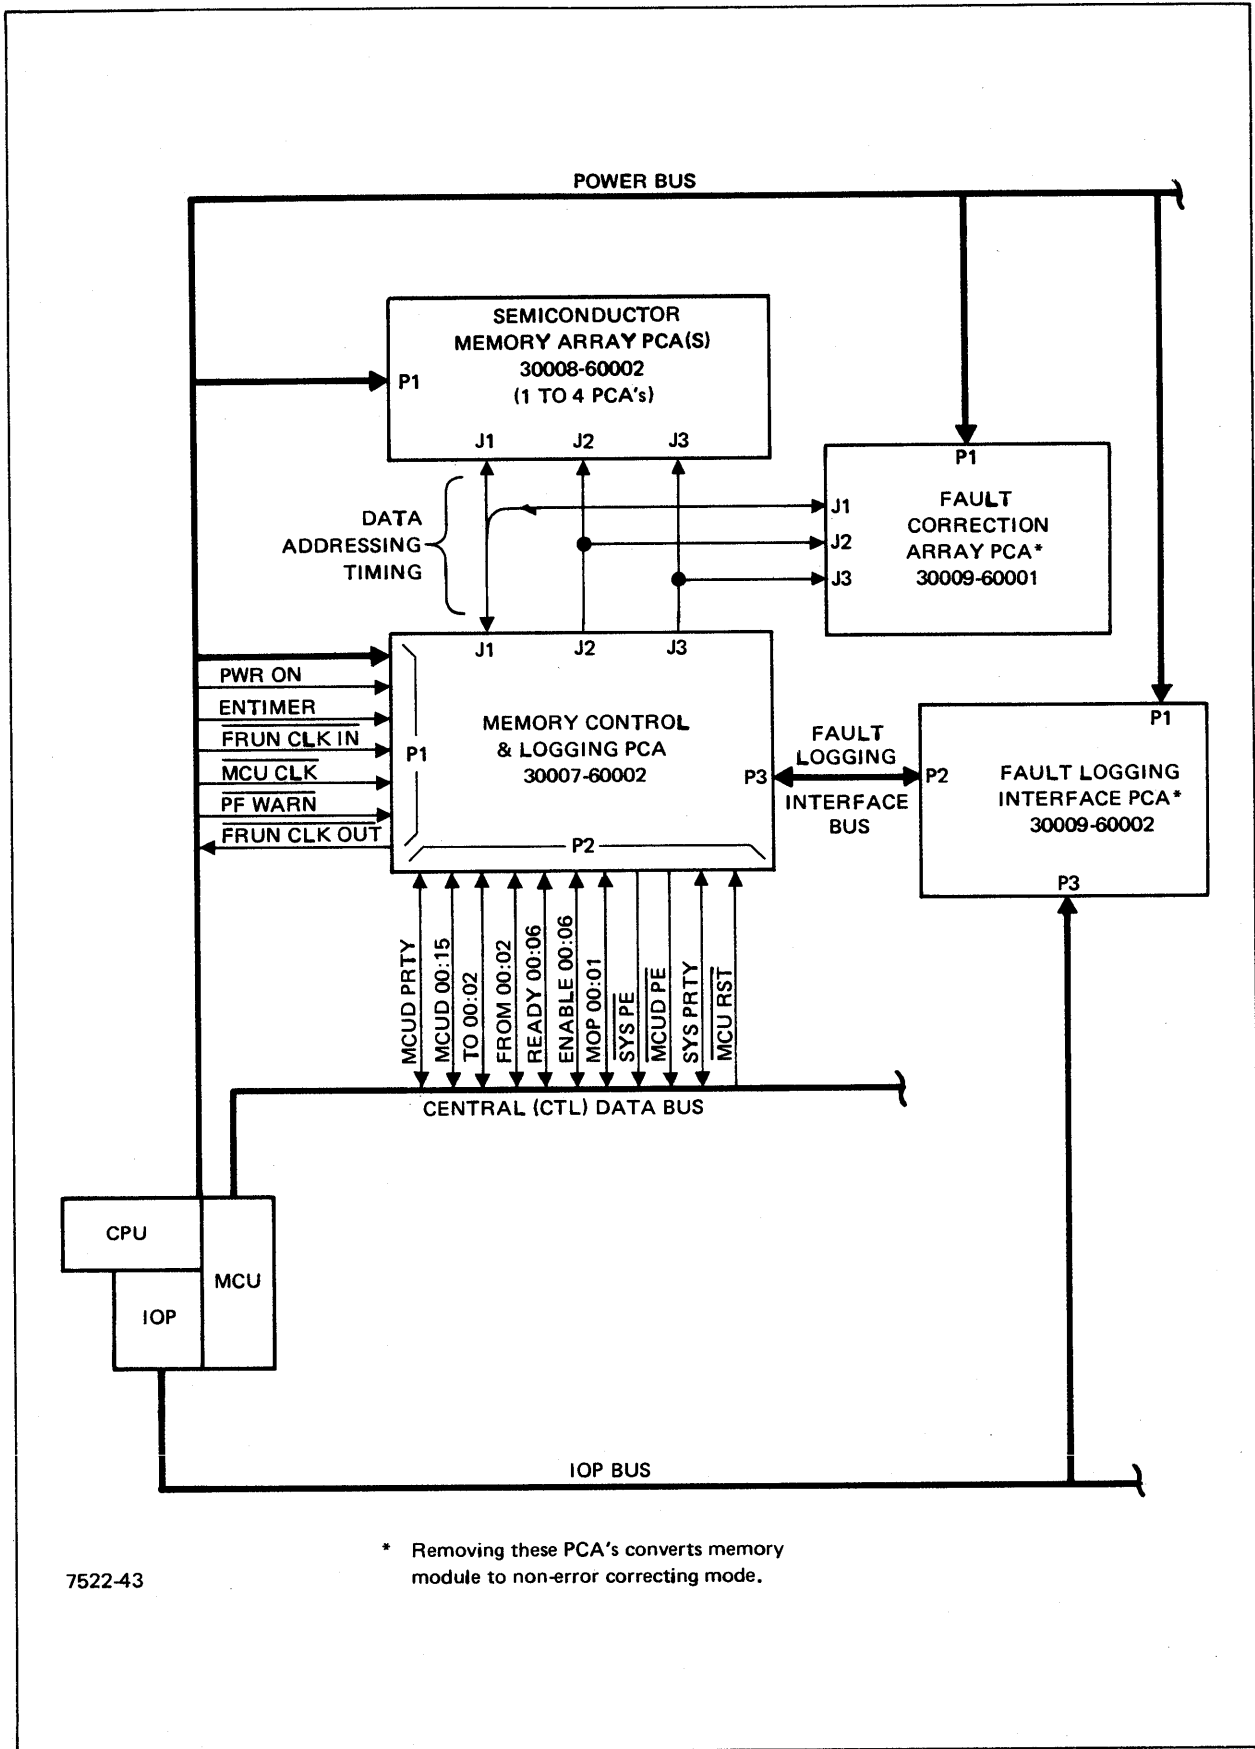 POWER BUS
SEMICONDUCTOR
MEMORY ARRAY PCA(S)
30008-60002
(1 TO 4 PCA's)
P1
J1
J2
J3
P1
FAULT
CORRECTION
ARRAY PCA*
30009-60001
J1
J2
J3
DATA
ADDRESSING
TIMING
J1
J2
J3
MEMORY CONTROL
& LOGGING PCA
30007-60002
P1
P2
P3
PWR ON
ENTIMER
FRUN CLK IN
MCU CLK
PF WARN
FRUN CLK OUT
FAULT
LOGGING
INTERFACE
BUS
P1
P2
FAULT LOGGING
INTERFACE PCA*
30009-60002
P3
MCUD PRTY
MCUD 00:15
TO 00:02
FROM 00:02
READY 00:06
ENABLE 00:06
MOP 00:01
SYS PE
MCUD PE
SYS PRTY
MCU RST
CENTRAL (CTL) DATA BUS
CPU
MCU
IOP
IOP BUS
* Removing these PCA's converts memory
module to non-error correcting mode.
7522-43